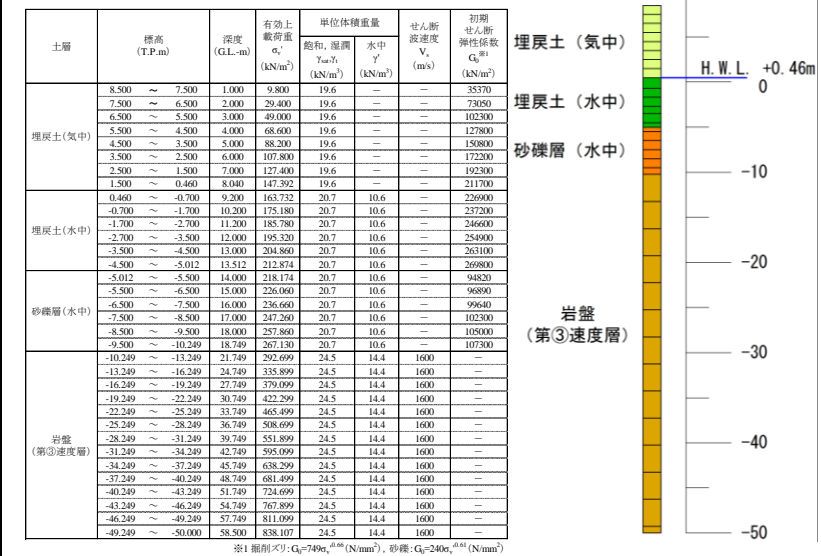 土層 標高 (T.P.m) 深度 (G.L.-m) 有効上載荷重 σv' (kN/m²) 単位体積重量 せん断波速度 Vs (m/s) 初期せん断弾性係数 G0※1 (kN/m²)
飽和, 湿潤 γsat,γt (kN/m³) 水中 γ' (kN/m³)
埋戻土(気中)
8.500 ~ 7.500 1.000 9.800 19.6 － － 35370
7.500 ~ 6.500 2.000 29.400 19.6 － － 73050
6.500 ~ 5.500 3.000 49.000 19.6 － － 102300
5.500 ~ 4.500 4.000 68.600 19.6 － － 127800
4.500 ~ 3.500 5.000 88.200 19.6 － － 150800
3.500 ~ 2.500 6.000 107.800 19.6 － － 172200
2.500 ~ 1.500 7.000 127.400 19.6 － － 192300
1.500 ~ 0.460 8.040 147.392 19.6 － － 211700
埋戻土(水中)
0.460 ~ -0.700 9.200 163.732 20.7 10.6 － 226900
-0.700 ~ -1.700 10.200 175.180 20.7 10.6 － 237200
-1.700 ~ -2.700 11.200 185.780 20.7 10.6 － 246600
-2.700 ~ -3.500 12.000 195.320 20.7 10.6 － 254900
-3.500 ~ -4.500 13.000 204.860 20.7 10.6 － 263100
-4.500 ~ -5.012 13.512 212.874 20.7 10.6 － 269800
砂礫層(水中)
-5.012 ~ -5.500 14.000 218.174 20.7 10.6 － 94820
-5.500 ~ -6.500 15.000 226.060 20.7 10.6 － 96890
-6.500 ~ -7.500 16.000 236.660 20.7 10.6 － 99640
-7.500 ~ -8.500 17.000 247.260 20.7 10.6 － 102300
-8.500 ~ -9.500 18.000 257.860 20.7 10.6 － 105000
-9.500 ~ -10.249 18.749 267.130 20.7 10.6 － 107300
岩盤 (第③速度層)
-10.249 ~ -13.249 21.749 292.699 24.5 14.4 1600 －
-13.249 ~ -16.249 24.749 335.899 24.5 14.4 1600 －
-16.249 ~ -19.249 27.749 379.099 24.5 14.4 1600 －
-19.249 ~ -22.249 30.749 422.299 24.5 14.4 1600 －
-22.249 ~ -25.249 33.749 465.499 24.5 14.4 1600 －
-25.249 ~ -28.249 36.749 508.699 24.5 14.4 1600 －
-28.249 ~ -31.249 39.749 551.899 24.5 14.4 1600 －
-31.249 ~ -34.249 42.749 595.099 24.5 14.4 1600 －
-34.249 ~ -37.249 45.749 638.299 24.5 14.4 1600 －
-37.249 ~ -40.249 48.749 681.499 24.5 14.4 1600 －
-40.249 ~ -43.249 51.749 724.699 24.5 14.4 1600 －
-43.249 ~ -46.249 54.749 767.899 24.5 14.4 1600 －
-46.249 ~ -49.249 57.749 811.099 24.5 14.4 1600 －
-49.249 ~ -50.000 58.500 838.107 24.5 14.4 1600 －
※1 掘削ズリ:G0=749σv'^0.66(N/mm²), 砂礫:G0=240σv'^0.61(N/mm²)
埋戻土（気中）
H.W.L. +0.46m
0
埋戻土（水中）
砂礫層（水中）
-10
-20
岩盤
（第③速度層）
-30
-40
-50